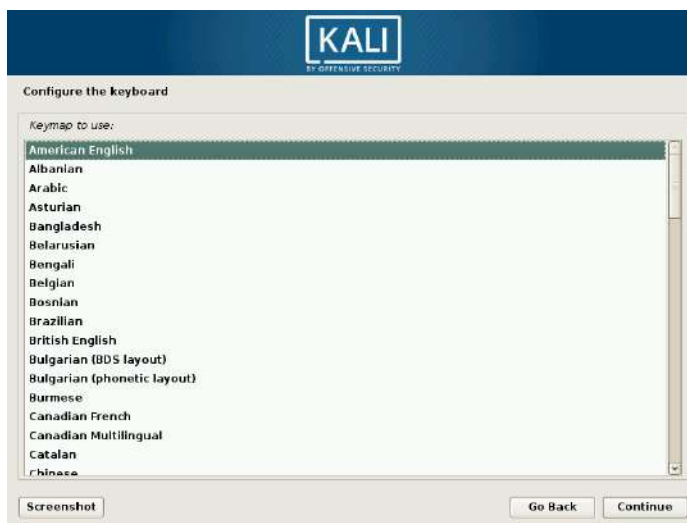 KALI
BY OFFENSIVE SECURITY
Configure the keyboard
Keymap to use:
American English
Albanian
Arabic
Asturian
Bangladesh
Belarusian
Bengali
Belgian
Bosnian
Brazilian
British English
Bulgarian (BDS layout)
Bulgarian (phonetic layout)
Burmese
Canadian French
Canadian Multilingual
Catalan
Chinese
Screenshot Go Back Continue